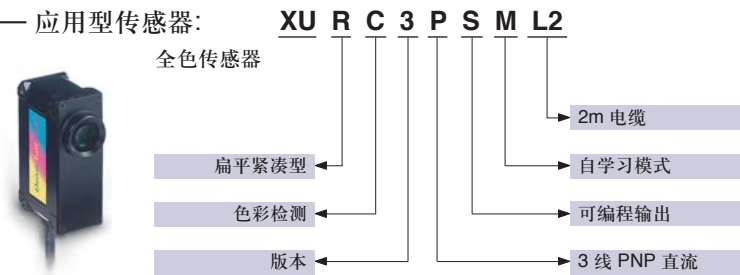 — 应用型传感器: XU R C 3 P S M L2
全色传感器
2m 电缆
扁平紧凑型 自学习模式
色彩检测 可编程输出
版本 3 线 PNP 直流